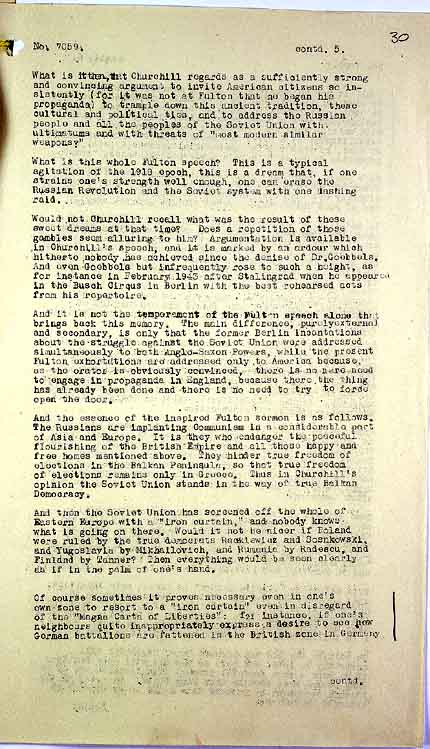 30
No. 7059. contd. 5.
What is it then, that Churchill regards as a sufficiently strong
and convincing argument to invite American citizens so in-
sistently (for it was not at Fulton that he began his
propaganda) to trample down this ancient tradition, these
cultural and political ties, and to address the Russian
people and all the peoples of the Soviet Union with
ultimatums and with threats of "most modern similar
weapons?"
What is this whole Fulton speech? This is a typical
agitation of the 1918 epoch, this is a dream that, if one
strains one's strength well enough, one can erase the
Russian Revolution and the Soviet system with one dashing
raid...
Would not Churchill recall what was the result of these
sweet dreams at that time? Does a repetition of those
gambles seem alluring to him? Argumentation is available
in Churchill's speech, and it is marked by an ardour which
hitherto nobody has achieved since the demise of Dr.Goebbels.
And even Goebbels but infrequently rose to such a height, as
for instance in February 1943 after Stalingrad when he appeared
in the Busch Cirqus in Berlin with the best rehearsed acts
from his repertoire.
And it is not the temporement of the Fulton speech alone that
brings back this memory. The main difference, purely external
and secondary, is only that the former Berlin incantations
about the struggle against the Soviet Union were addressed
simultaneously to both Anglo-Saxon Powers, while the present
Fulton exhortations are addressed only to America because,
as the orator is obviously convinced, there is no more need
to engage in propaganda in England, because there the thing
has already been done and there is no need to try to force
open the door.
And the essence of the inspired Fulton sermon is as follows.
The Russians are implanting Communism in a considerable part
of Asia and Europe. It is they who endanger the peaceful
flourishing of the British Empire and all those happy and
free homes mentioned above. They hinder true freedom of
elections in the Balkan Peninsula, so that true freedom
of elections remains only in Greece. Thus in Churchill's
opinion the Soviet Union stands in the way of true Balkan
Democracy.
And then the Soviet Union has screened off the whole of
Eastern Europe with a "iron curtain," and nobody knows
what is going on there. Would it not be nicer if Poland
were ruled by the true democrats Raczkiewicz and Sosnkowski,
and Yugoslavia by Mikhailovich, and Rumania by Radescu, and
Finland by Tanner? Then everything would be seen clearly
as if in the palm of one's hand.
Of course sometimes it proves necessary even in one's
own zone to resort to a "iron curtain" even in disregard
of the "Magna Carta of Liberties". for instance, if one's
neighbours quite inappropriately express a desire to see how
German battalions are fattened in the British zone in Germany
contd.